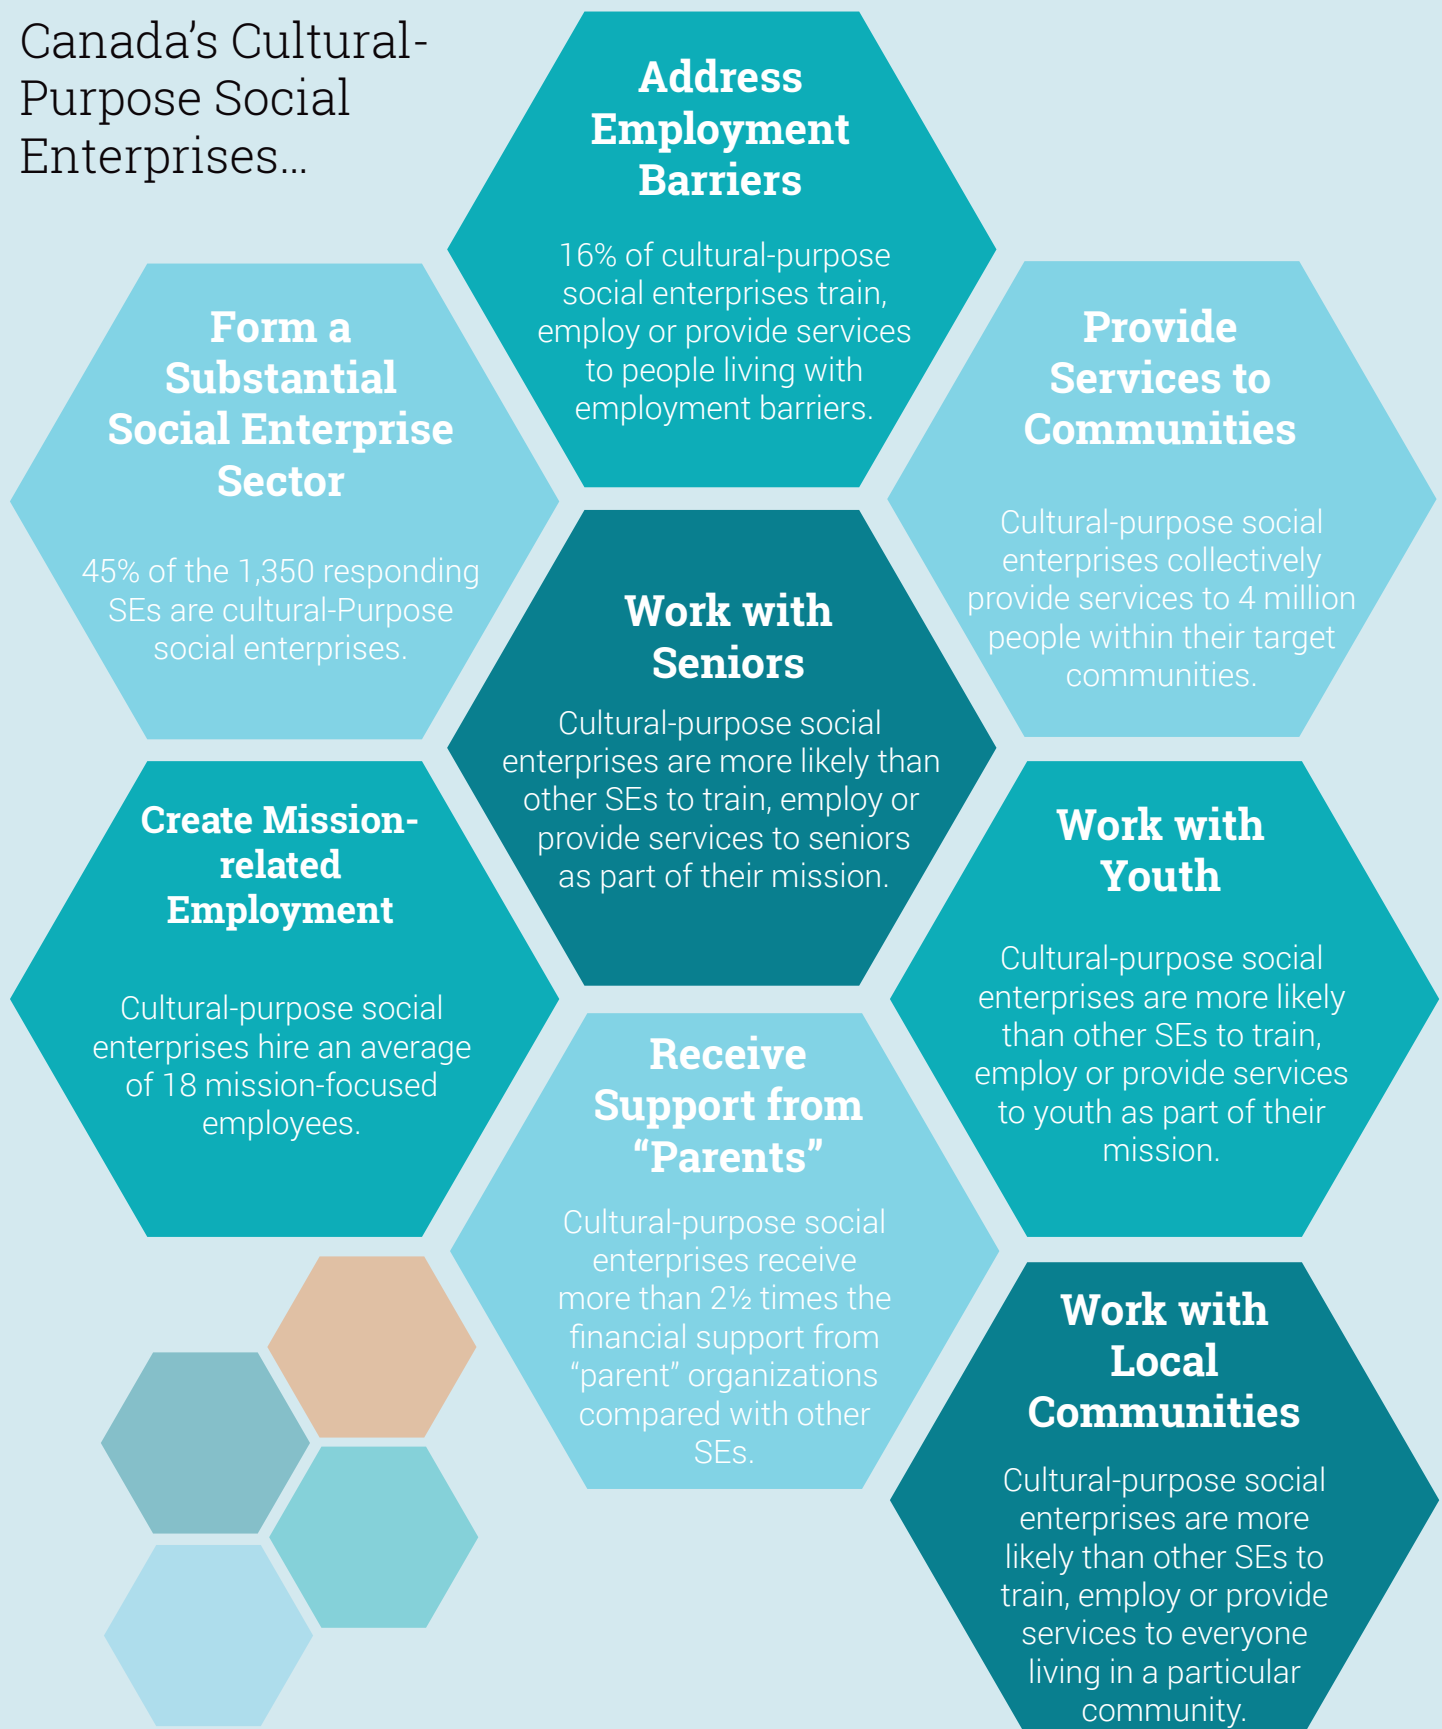 Canada's Cultural-
Purpose Social
Enterprises...
Address
Employment
Barriers
16% of cultural-purpose
social enterprises train,
employ or provide services
to people living with
employment barriers.
Form a
Substantial
Social Enterprise
Sector
45% of the 1,350 responding
SEs are cultural-Purpose
social enterprises.
Provide
Services to
Communities
Cultural-purpose social
enterprises collectively
provide services to 4 million
people within their target
communities.
Work with
Seniors
Cultural-purpose social
enterprises are more likely than
other SEs to train, employ or
provide services to seniors
as part of their mission.
Create Mission-
related
Employment
Cultural-purpose social
enterprises hire an average
of 18 mission-focused
employees.
Work with
Youth
Cultural-purpose social
enterprises are more likely
than other SEs to train,
employ or provide services
to youth as part of their
mission.
Receive
Support from
“Parents”
Cultural-purpose social
enterprises receive
more than 2½ times the
financial support from
“parent” organizations
compared with other
SEs.
Work with
Local
Communities
Cultural-purpose social
enterprises are more
likely than other SEs to
train, employ or provide
services to everyone
living in a particular
community.